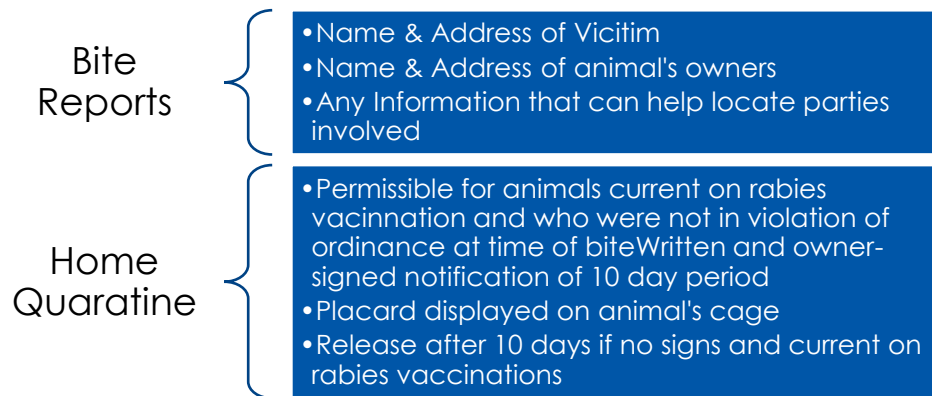 Bite
Reports
•Name & Address of Vicitim
•Name & Address of animal's owners
•Any Information that can help locate parties
involved
Home
Quaratine
•Permissible for animals current on rabies
vacinnation and who were not in violation of
ordinance at time of biteWritten and owner-
signed notification of 10 day period
•Placard displayed on animal's cage
•Release after 10 days if no signs and current on
rabies vaccinations